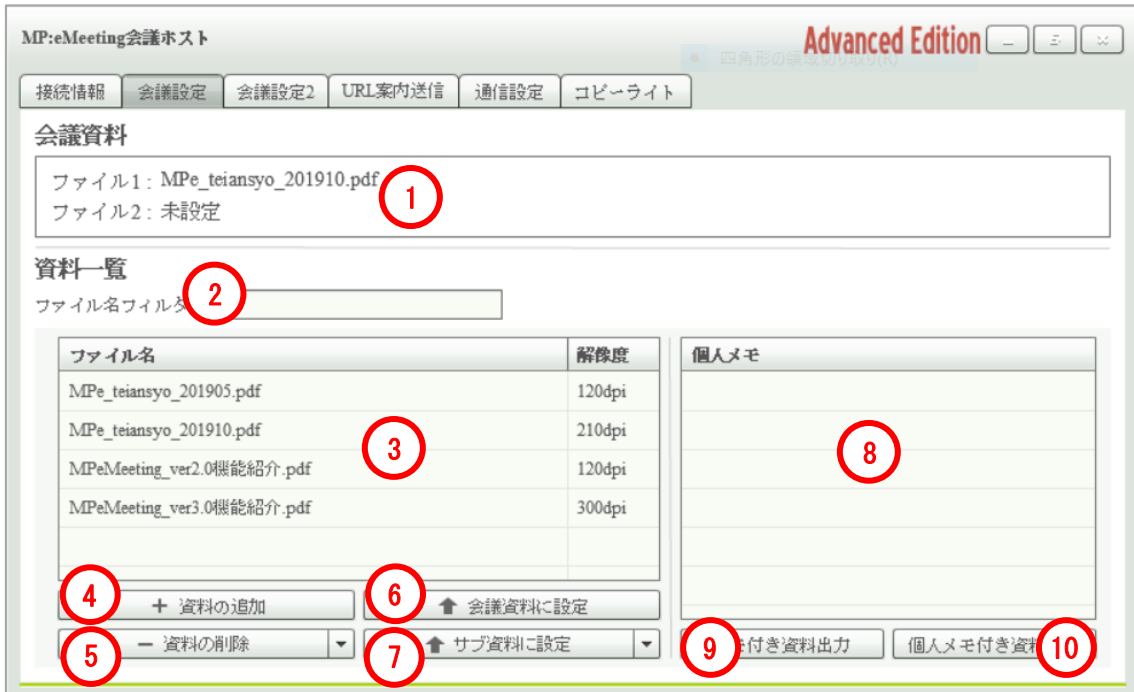 MP:eMeeting会議ホスト
Advanced Edition
四角形の領域切り取り(R)
接続情報 会議設定 会議設定2 URL案内送信 通信設定 コピーライト
会議資料
ファイル1 : MPe_teiansyo_201910.pdf
1
ファイル2 : 未設定
資料一覧
ファイル名フィルタ
2
ファイル名 解像度 個人メモ
MPe_teiansyo_201905.pdf 120dpi
MPe_teiansyo_201910.pdf 210dpi
3 8
MPeMeeting_ver2.0機能紹介.pdf 120dpi
MPeMeeting_ver3.0機能紹介.pdf 300dpi
4 + 資料の追加 6 会議資料に設定
5 - 資料の削除 7 サブ資料に設定 9 付き資料出力 個人メモ付き資料 10